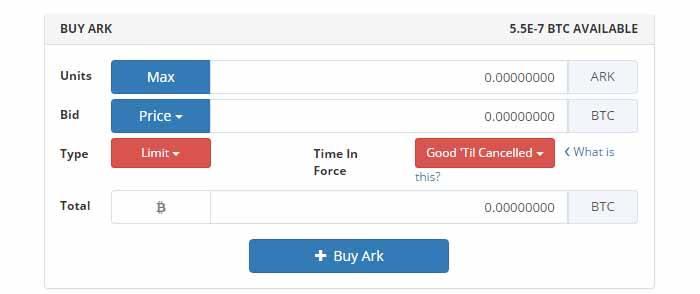 BUY ARK 5.5E-7 BTC AVAILABLE
Units Max 0.00000000 ARK
Bid Price 0.00000000 BTC
Type Limit Time In Force Good 'Til Cancelled What is this?
Total 0.00000000 BTC
Buy Ark